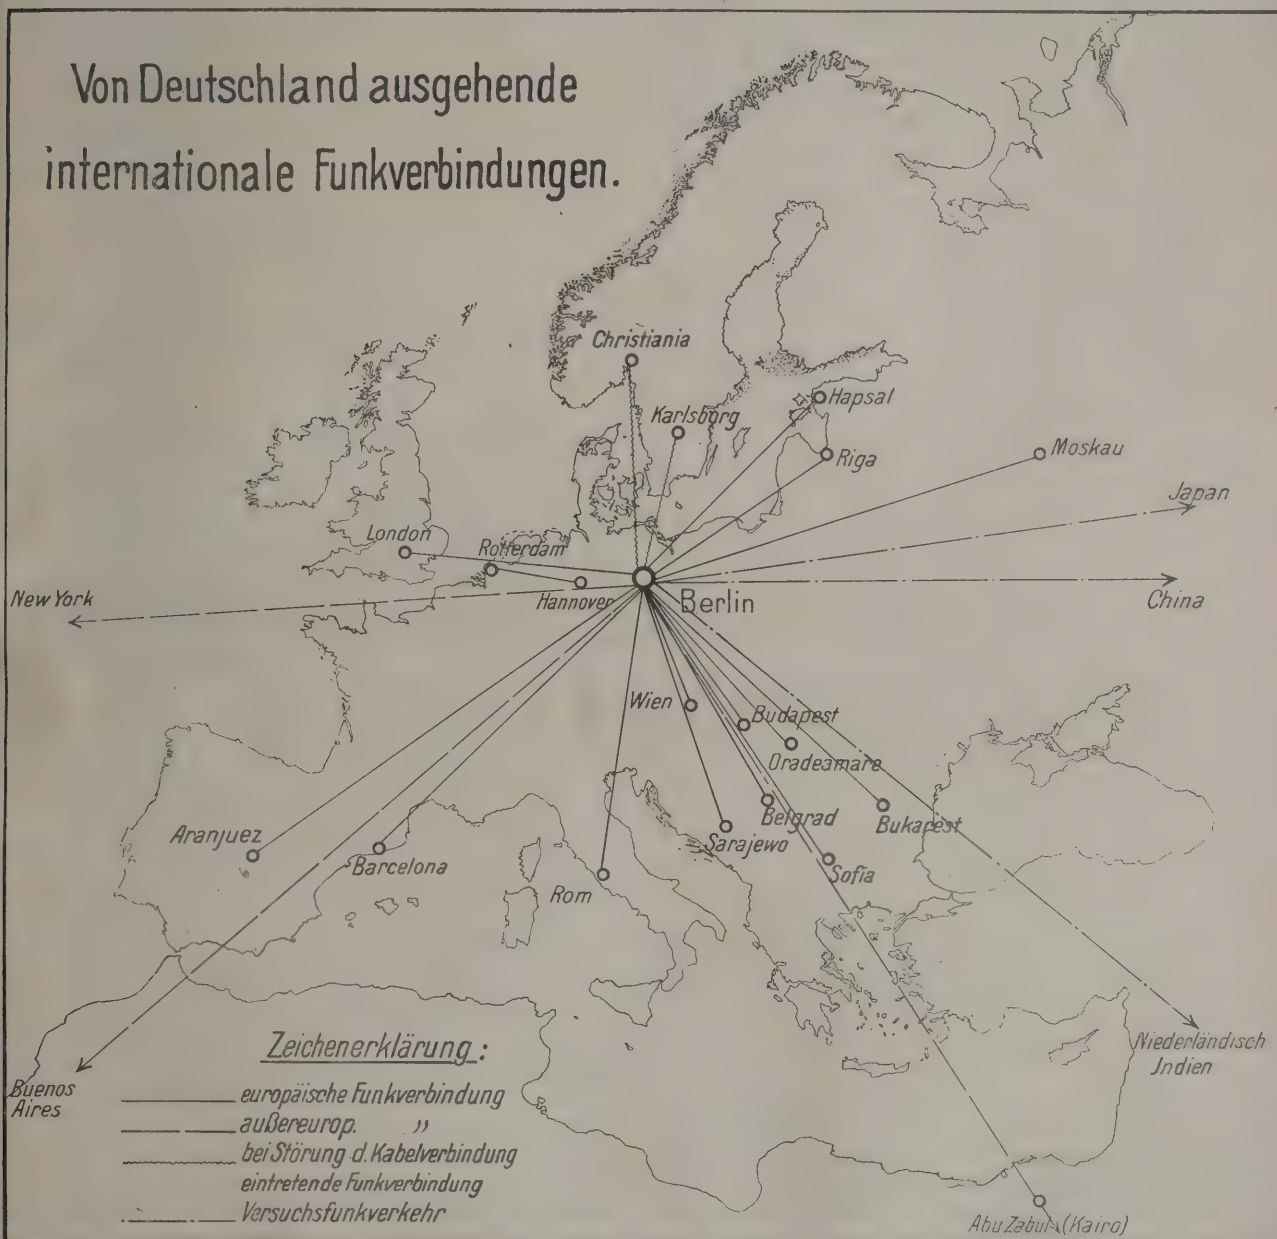 Von Deutschland ausgehende
internationale Funkverbindungen.
Christiania
Karlsborg
Hapsal
Riga
Moskau
Japan
London
Rotterdam
Hannover
Berlin
New York
China
Wien
Budapest
Oradeamare
Belgrad
Bukarest
Sarajewo
Sofia
Aranjuez
Barcelona
Rom
Niederländisch
Jndien
Buenos
Aires
Abu Zabul (Kairo)
Zeichenerklärung:
europäische Funkverbindung
außereurop. "
bei Störung d. Kabelverbindung
eintretende Funkverbindung
Versuchsfunkverkehr